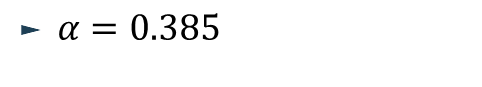 ► 𝛼 = 0.385